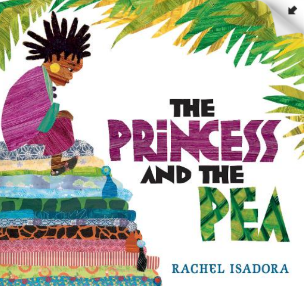 THE
PRINCESS
AND THE
PEA
RACHEL ISADORA